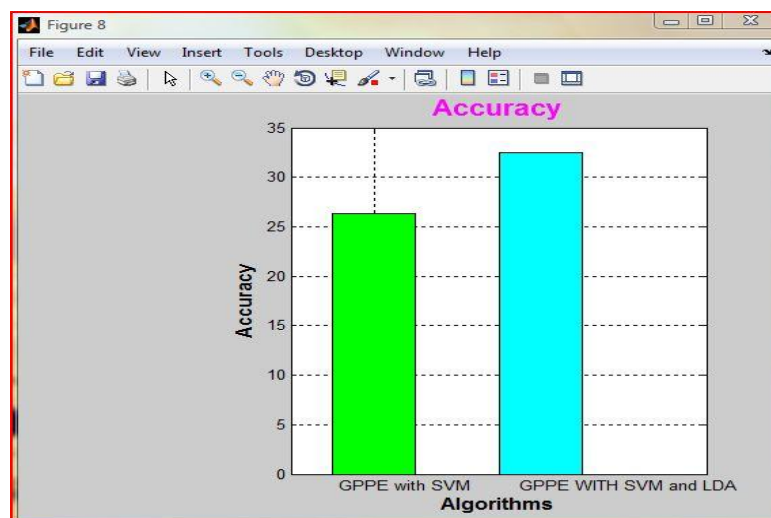 Figure 8
File Edit View Insert Tools Desktop Window Help
Accuracy
35
30
25
20
15
10
5
0
Accuracy
GPPE with SVM GPPE WITH SVM and LDA
Algorithms